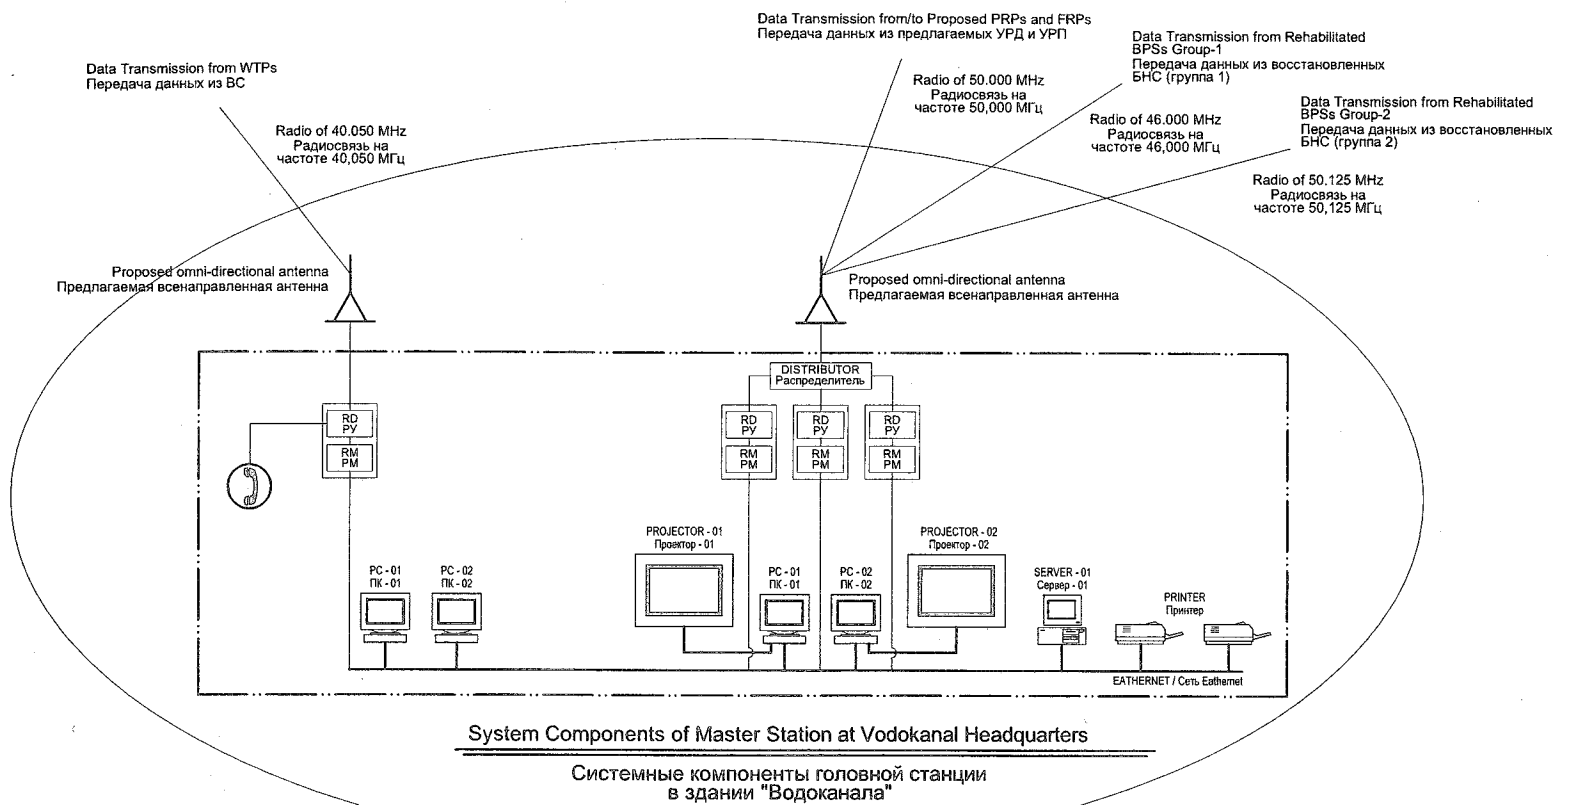 Data Transmission from/to Proposed PRPs and FRPs
Передача данных из предлагаемых УРД и УРП
Data Transmission from Rehabilitated
BPSs Group-1
Передача данных из восстановленных
БНС (группа 1)
Data Transmission from WTPs
Передача данных из ВС
Radio of 50.000 MHz
Радиосвязь на
частоте 50,000 МГц
Data Transmission from Rehabilitated
BPSs Group-2
Передача данных из восстановленных
БНС (группа 2)
Radio of 40.050 MHz
Радиосвязь на
частоте 40,050 МГц
Radio of 46.000 MHz
Радиосвязь на
частоте 46,000 МГц
Radio of 50.125 MHz
Радиосвязь на
частоте 50,125 МГц
Proposed omni-directional antenna
Предлагаемая всенаправленная антенна
Proposed omni-directional antenna
Предлагаемая всенаправленная антенна
DISTRIBUTOR
Распределитель
RD
РУ
RM
РМ
RD
РУ
RM
РМ
RD
РУ
RM
РМ
RD
РУ
RM
РМ
PROJECTOR - 01
Проектор - 01
PROJECTOR - 02
Проектор - 02
PC - 01
ПК - 01
PC - 02
ПК - 02
PC - 01
ПК - 01
PC - 02
ПК - 02
SERVER - 01
Сервер - 01
PRINTER
Принтер
EATHERNET / Сеть Eathernet
System Components of Master Station at Vodokanal Headquarters
Системные компоненты головной станции
в здании "Водоканала"